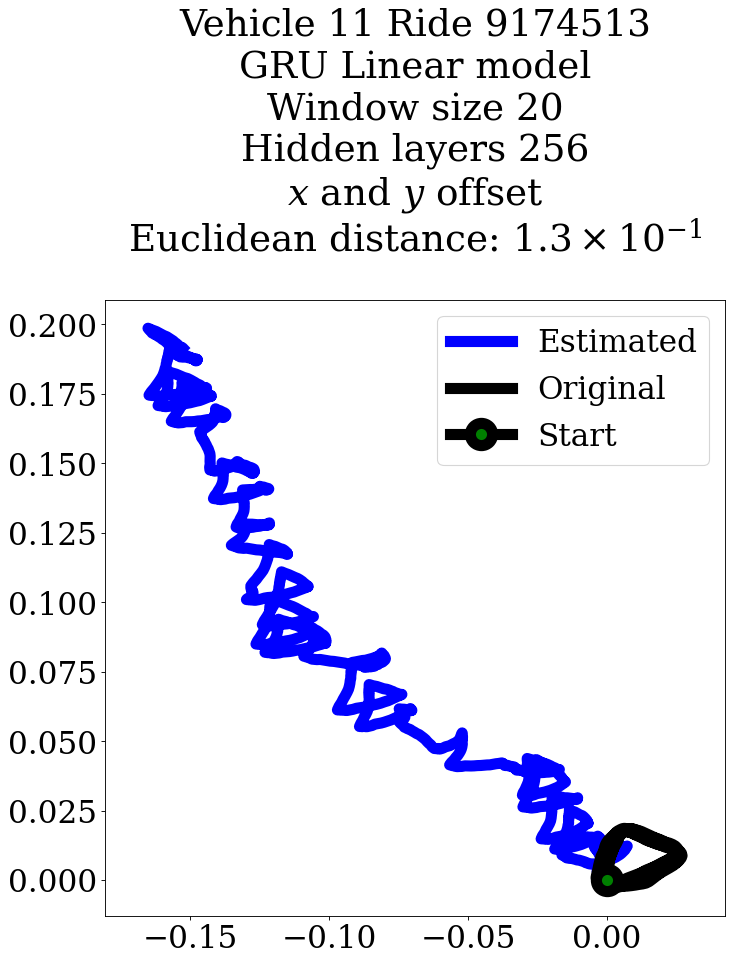 Vehicle 11 Ride 9174513
GRU Linear model
Window size 20
Hidden layers 256
x and y offset
Euclidean distance: 1.3 × 10⁻¹
Estimated
Original
Start
0.200
0.175
0.150
0.125
0.100
0.075
0.050
0.025
0.000
−0.15 −0.10 −0.05 0.00